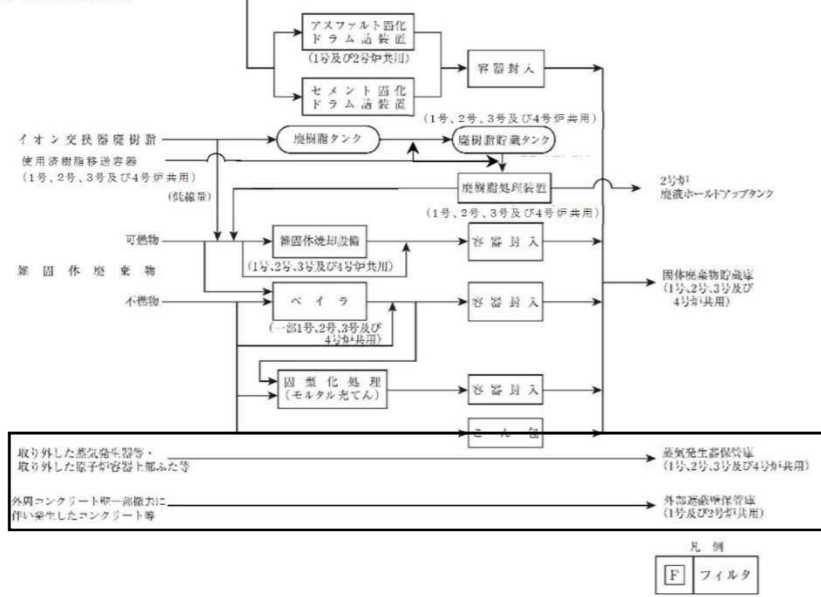 アスファルト固化
ドラム詰装置
(1号及び2号炉共用)
セメント固化
ドラム詰装置
容器封入
(1号、2号、3号及び4号炉共用)
イオン交換器廃樹脂
廃樹脂タンク
廃樹脂貯蔵タンク
使用済樹脂移送容器
(1号、2号、3号及び4号炉共用)
(低線量)
廃樹脂処理装置
(1号、2号、3号及び4号炉共用)
2号炉
廃液ホールドアップタンク
可燃物
雑固体焼却設備
(1号、2号、3号及び4号炉共用)
容器封入
雑固体廃棄物
不燃物
ベイラ
(一部1号、2号、3号及び
4号炉共用)
容器封入
固体廃棄物貯蔵庫
(1号、2号、3号及び
4号炉共用)
固型化処理
(モルタル充てん)
容器封入
こん包
取り外した蒸気発生器等・
取り外した原子炉容器上部ふた等
蒸気発生器保管庫
(1号、2号、3号及び4号炉共用)
外周コンクリート壁一部撤去に
伴い発生したコンクリート等
外部遮蔽壁保管庫
(1号及び2号炉共用)
凡例
F フィルタ